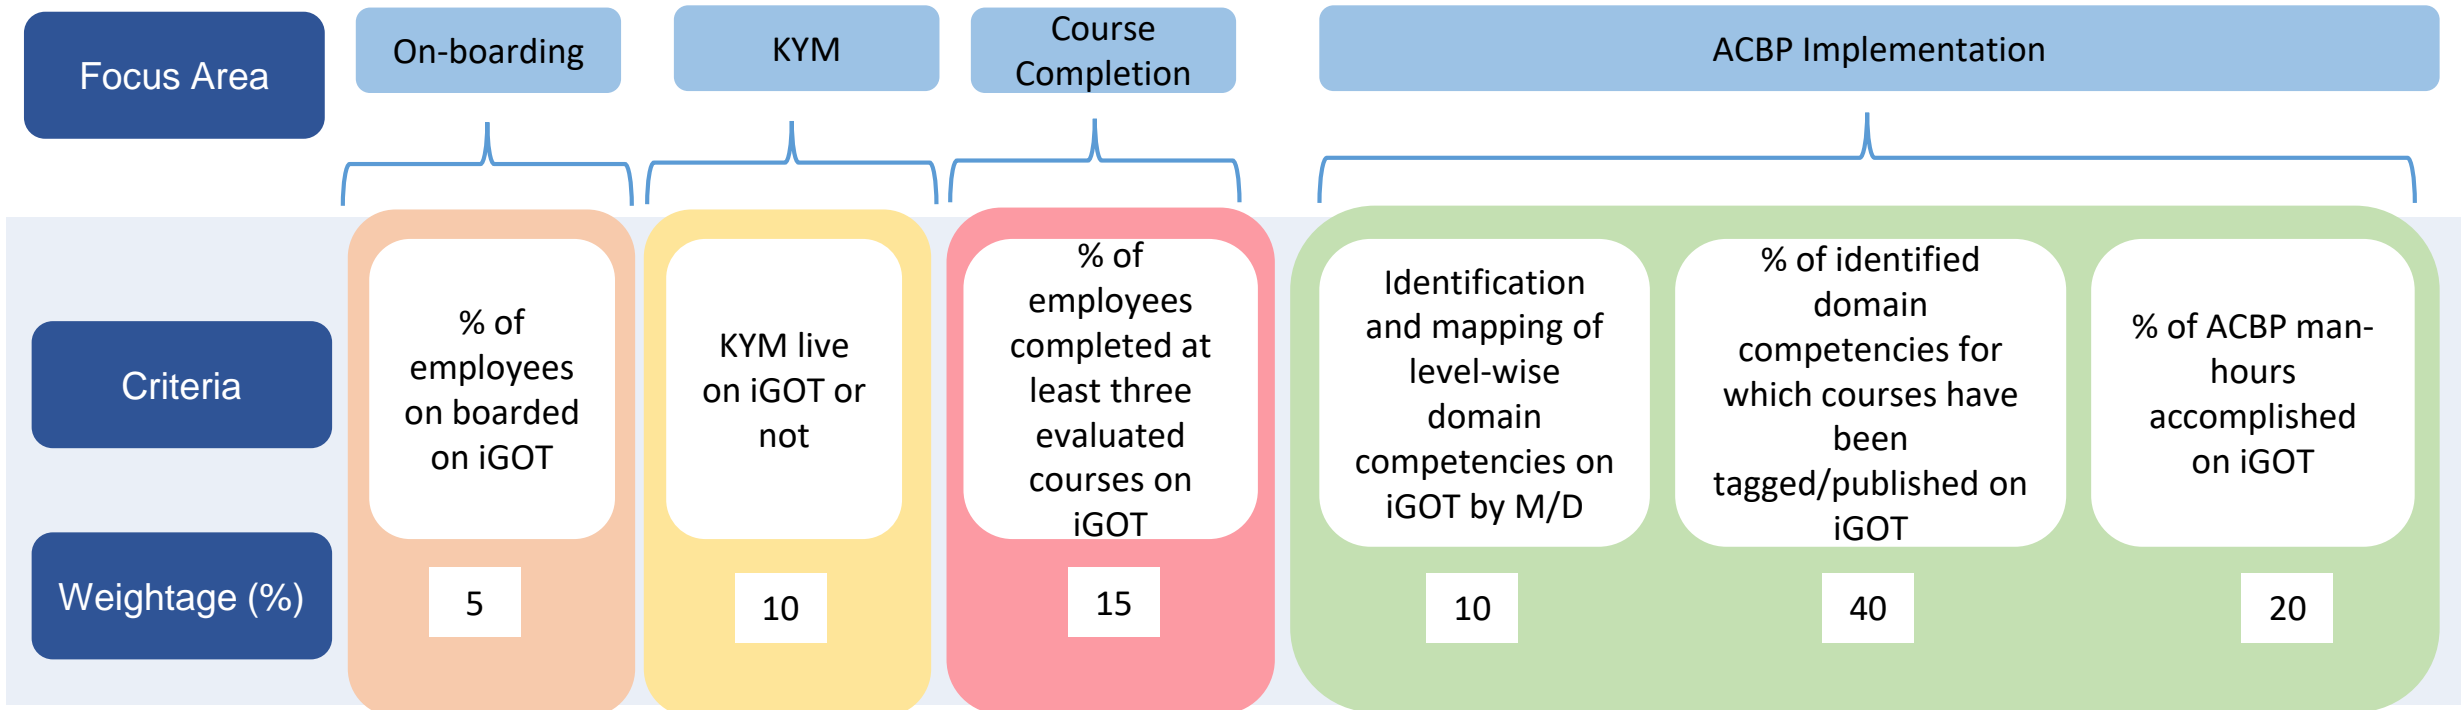 Focus Area
On-boarding
KYM
Course
Completion
ACBP Implementation
Criteria
% of
employees
on boarded
on iGOT
KYM live
on iGOT or
not
% of
employees
completed at
least three
evaluated
courses on
iGOT
Identification
and mapping of
level-wise
domain
competencies on
iGOT by M/D
% of identified
domain
competencies for
which courses have
been
tagged/published on
iGOT
% of ACBP man-
hours
accomplished
on iGOT
Weightage (%)
5
10
15
10
40
20